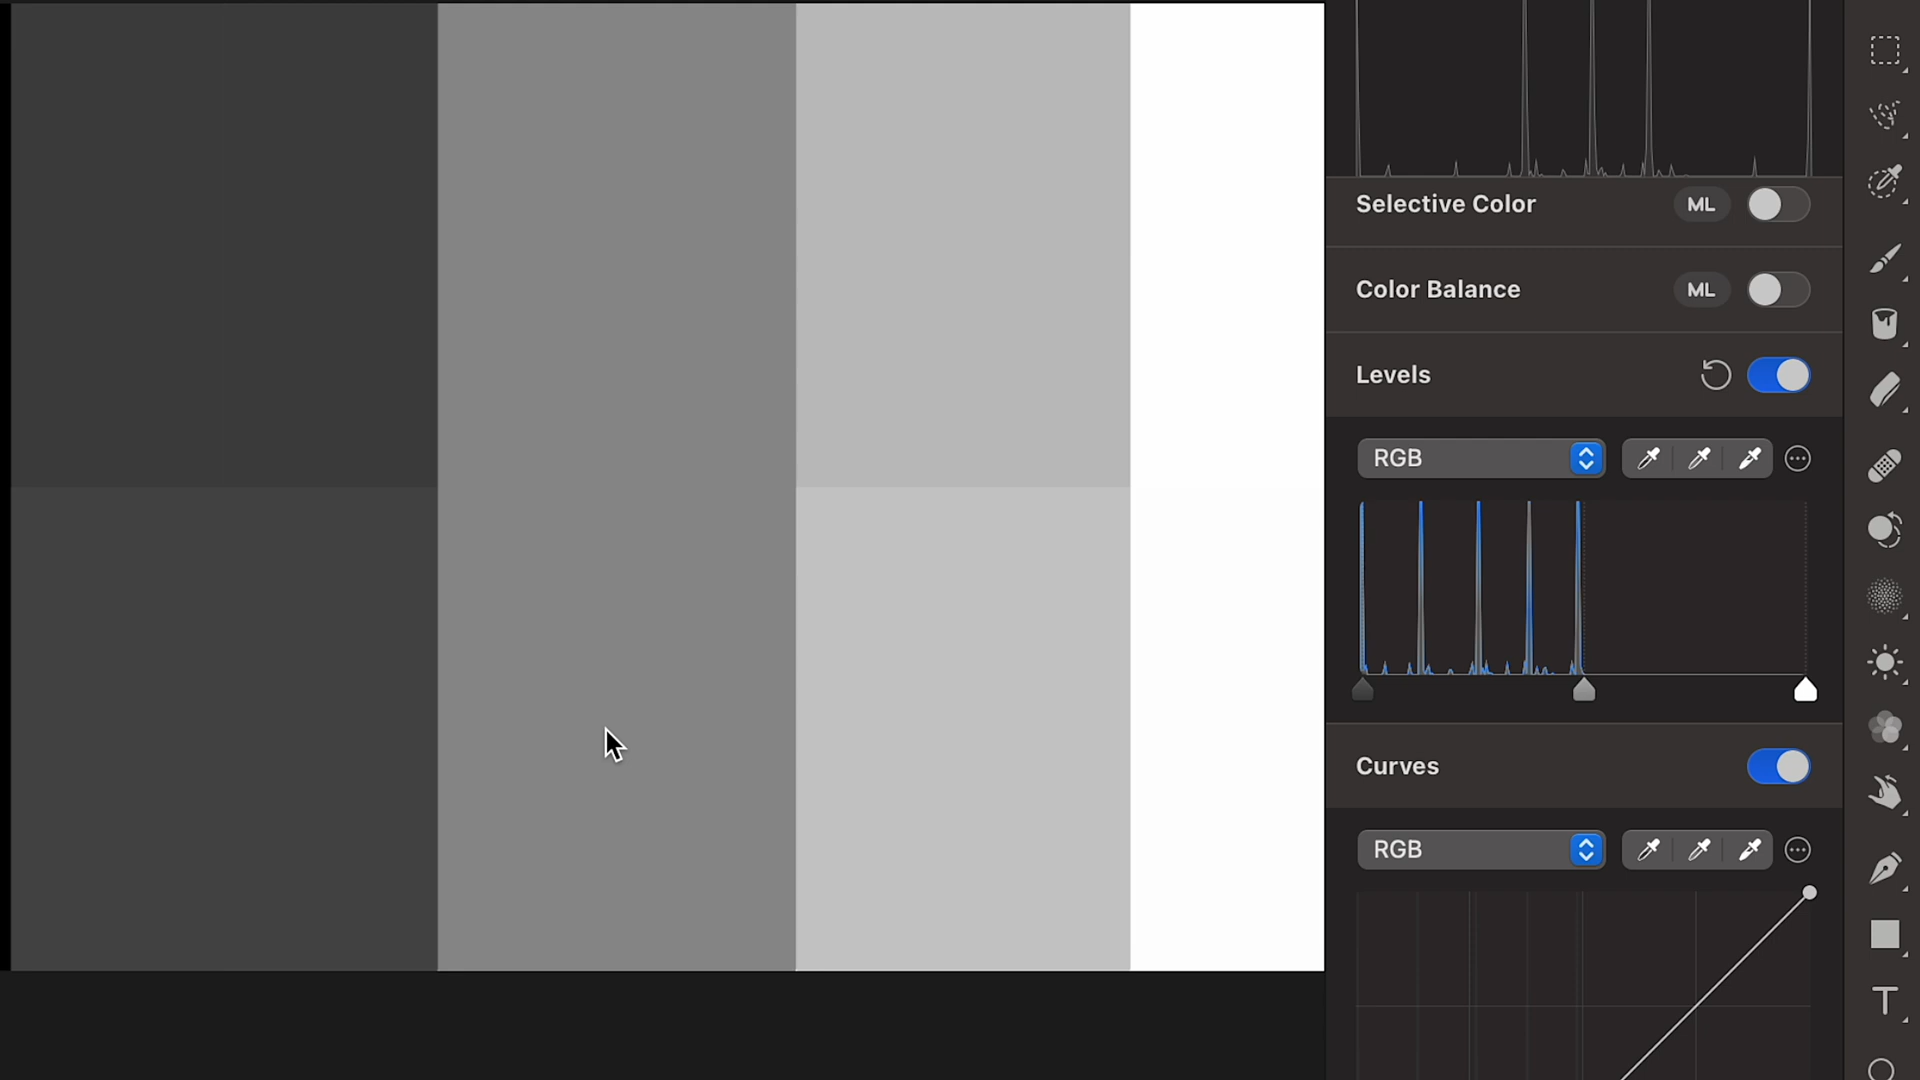 Selective Color ML
Color Balance ML
Levels
RGB
Curves
RGB
T